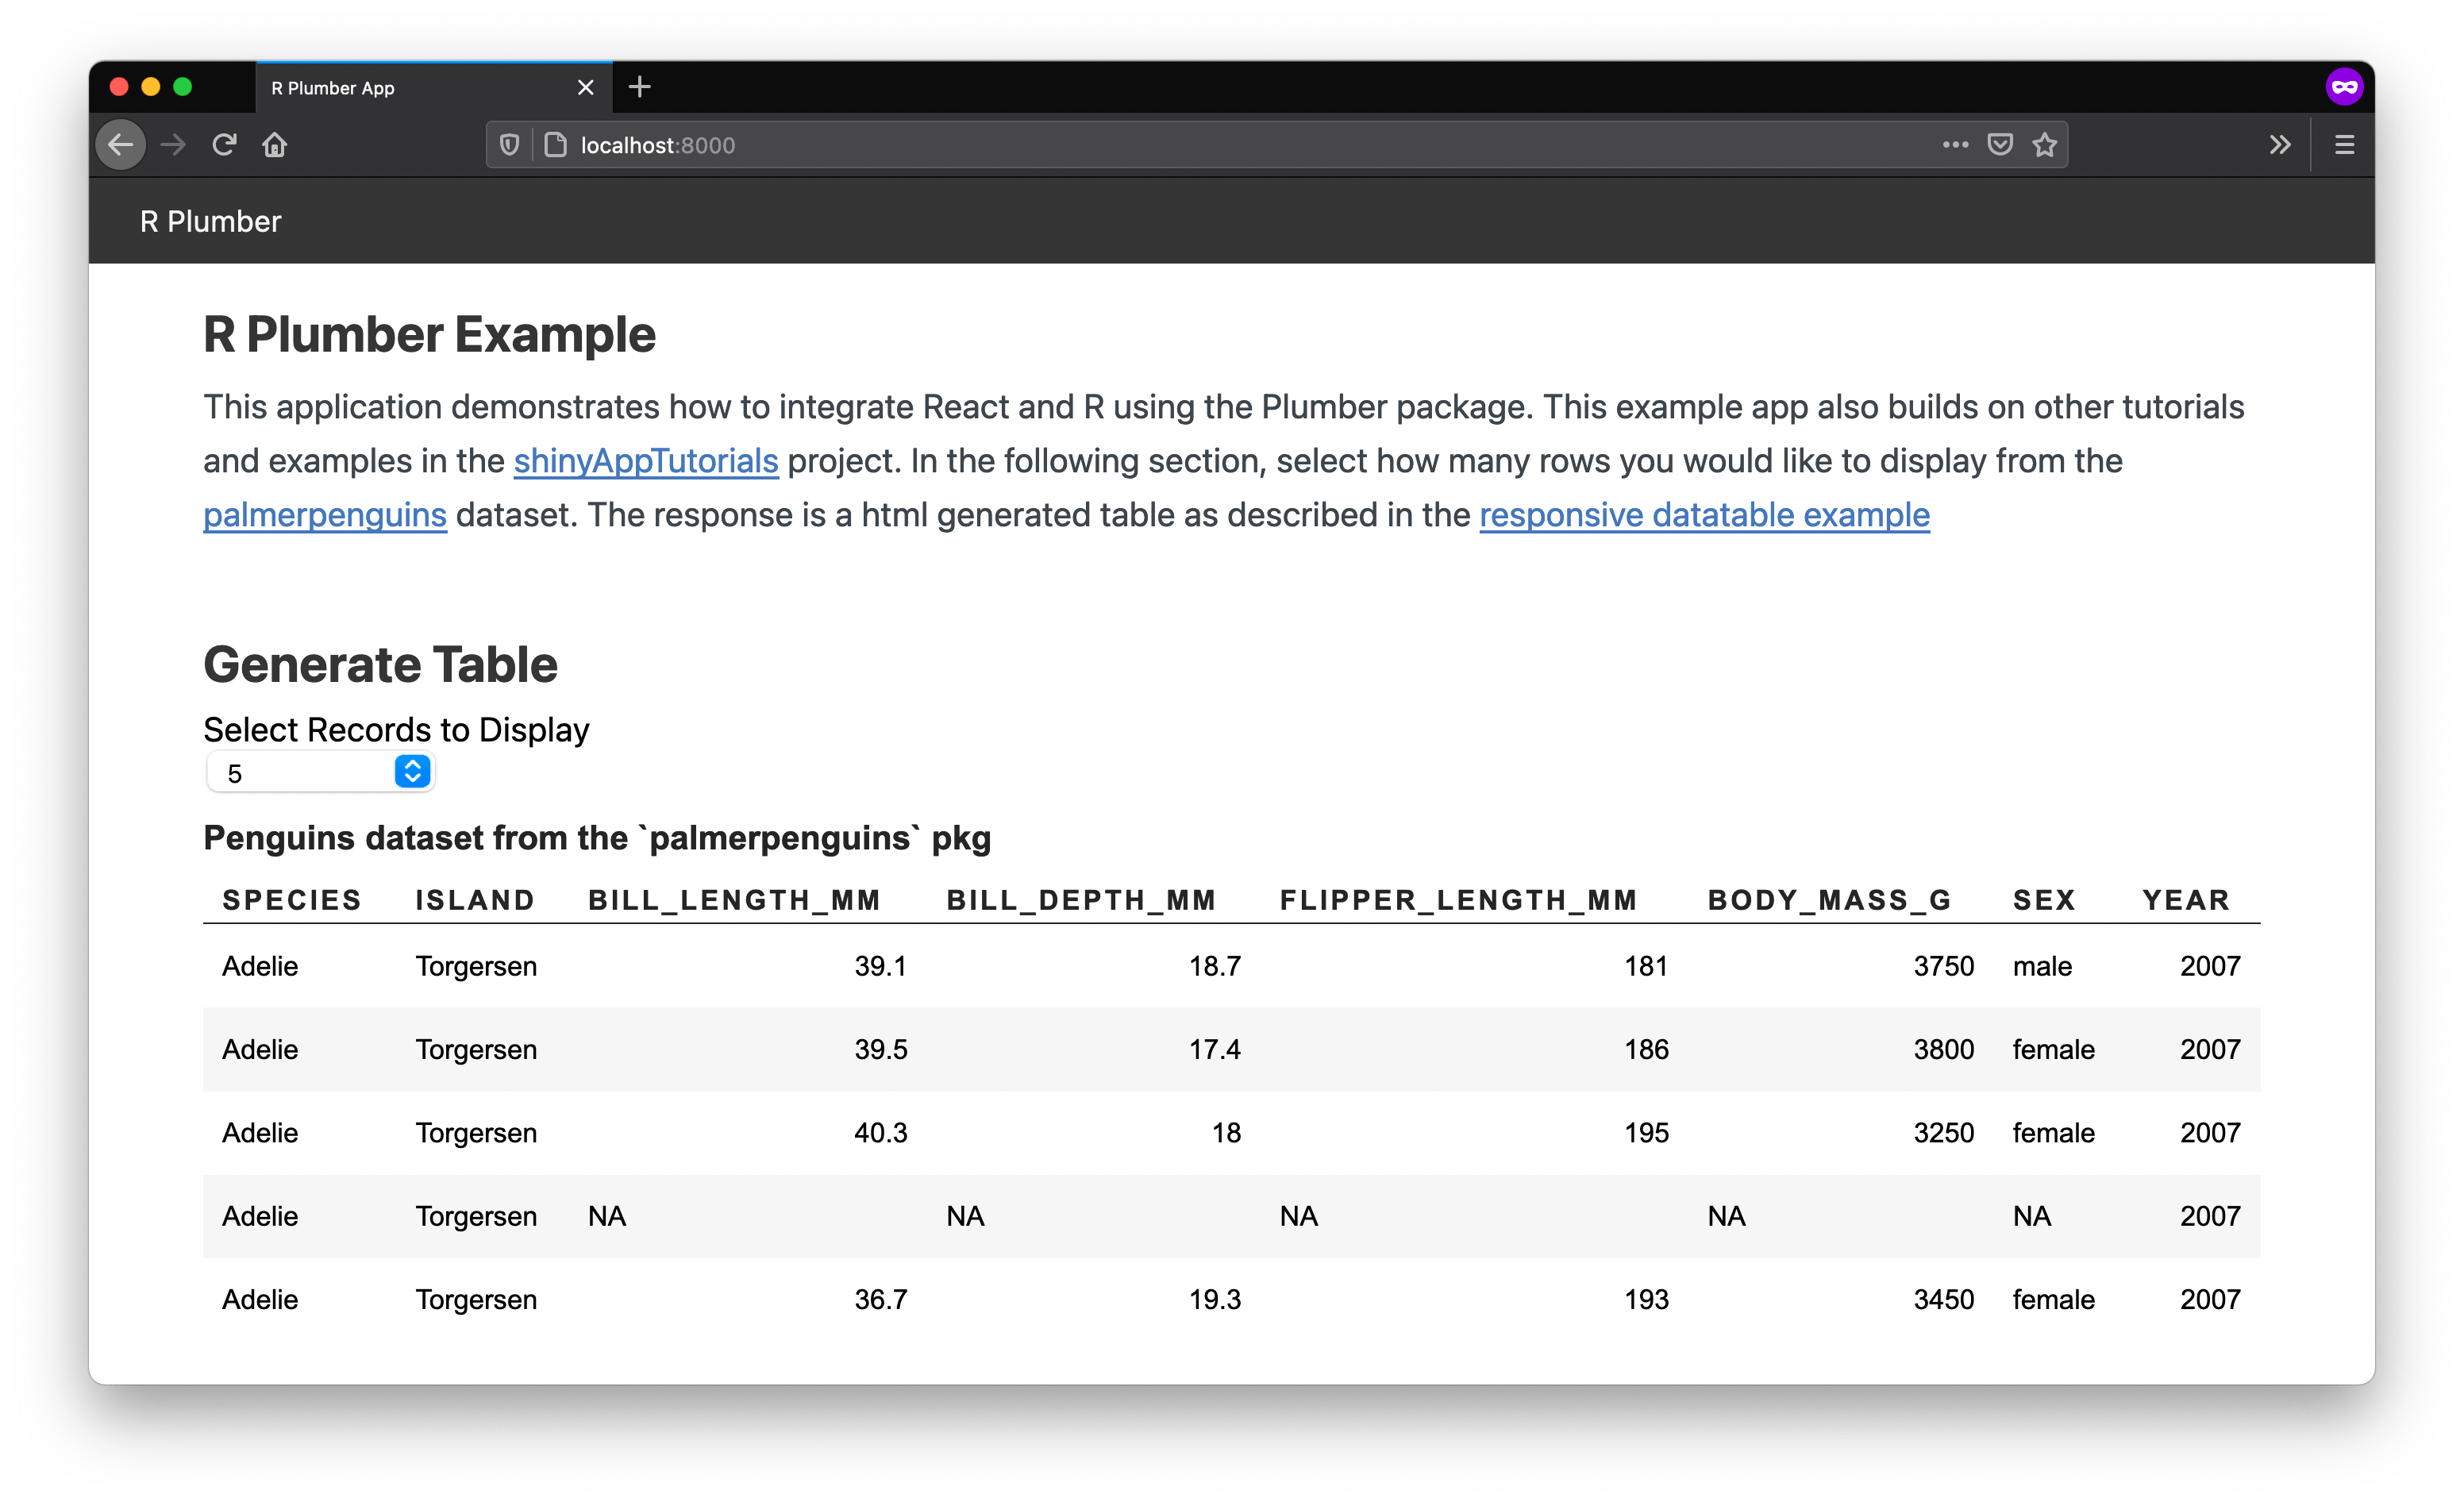 R Plumber App
localhost:8000
R Plumber
R Plumber Example
This application demonstrates how to integrate React and R using the Plumber package. This example app also builds on other tutorials
and examples in the shinyAppTutorials project. In the following section, select how many rows you would like to display from the
palmerpenguins dataset. The response is a html generated table as described in the responsive datatable example
Generate Table
Select Records to Display
5
Penguins dataset from the `palmerpenguins` pkg
SPECIES ISLAND BILL_LENGTH_MM BILL_DEPTH_MM FLIPPER_LENGTH_MM BODY_MASS_G SEX YEAR
Adelie Torgersen 39.1 18.7 181 3750 male 2007
Adelie Torgersen 39.5 17.4 186 3800 female 2007
Adelie Torgersen 40.3 18 195 3250 female 2007
Adelie Torgersen NA NA NA NA NA 2007
Adelie Torgersen 36.7 19.3 193 3450 female 2007